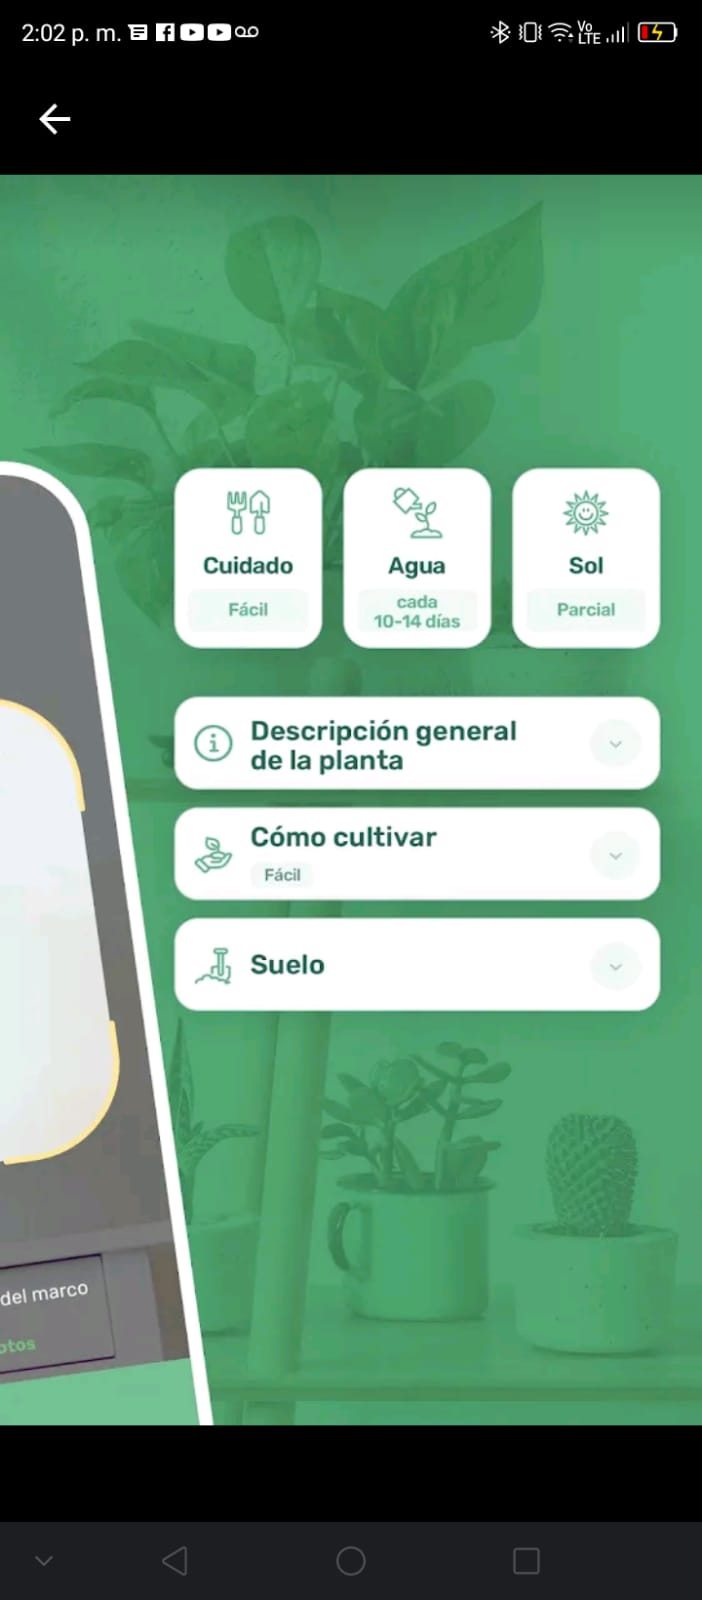 2:02 p. m.
Vo
LTE
Cuidado
Fácil
Agua
cada
10-14 días
Sol
Parcial
Descripción general
de la planta
Cómo cultivar
Fácil
Suelo
del marco